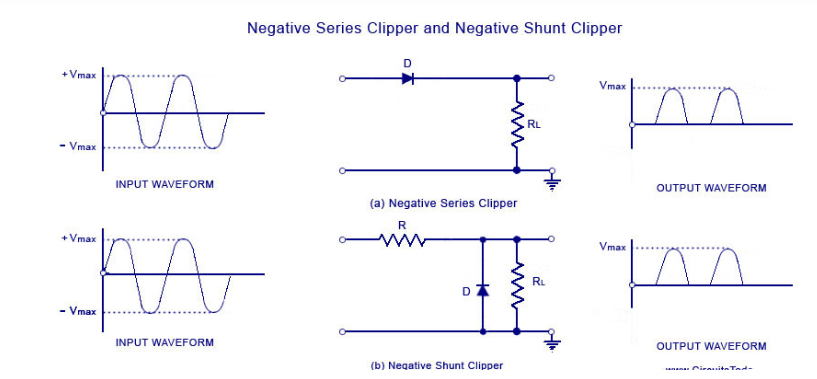 Negative Series Clipper and Negative Shunt Clipper
+Vmax
- Vmax
INPUT WAVEFORM
D
RL
(a) Negative Series Clipper
Vmax
OUTPUT WAVEFORM
+Vmax
- Vmax
INPUT WAVEFORM
R
D
RL
(b) Negative Shunt Clipper
Vmax
OUTPUT WAVEFORM